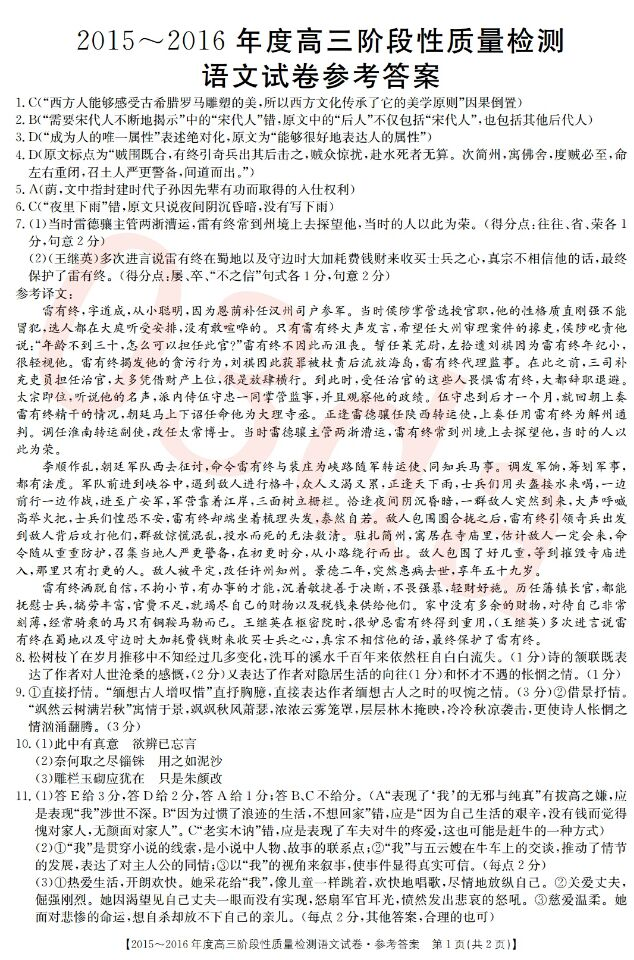 2015～2016 年度高三阶段性质量检测
语文试卷参考答案
1. C(“西方人能够感受古希腊罗马雕塑的美,所以西方文化传承了它的美学原则”因果倒置)
2. B(“需要宋代人不断地揭示”中的“宋代人”错,原文中的“后人”不仅包括“宋代人”,也包括其他后代人)
3. D(“成为人的唯一属性”表述绝对化,原文为“能够很好地表达人的属性”)
4. D(原文标点为“贼围既合,有终引奇兵出其后击之,贼众惊扰,赴水死者无算。次简州,寓佛舍,度贼必至,命
左右重闭,召土人严更警备,间道而出。”)
5. A(荫,文中指封建时代子孙因先辈有功而取得的入仕权利)
6. C(“夜里下雨”错,原文只说夜间阴沉昏暗,没有写下雨)
7. (1)当时雷德骧主管两浙漕运,雷有终常到州境上去探望他,当时的人以此为荣。(得分点:往往、省、荣各1
分,句意2分)
(2)(王继英)多次进言说雷有终在蜀地以及守边时大加耗费钱财来收买士兵之心,真宗不相信他的话,最终
保护了雷有终。(得分点:屡、卒、“不之信”句式各1分,句意2分)
参考译文:
雷有终,字道成,从小聪明,因为恩荫补任汉州司户参军。当时侯陟掌管选授官职,他的性格质直刚强不能
冒犯,选人都在大庭听受安排,没有敢喧哗的。只有雷有终大声发言,希望任大州审理案件的掾吏,侯陟叱责他
说:“年龄不到三十,怎么可以担任此官?”雷有终不因此而沮丧。暂任莱芜尉,左拾遗刘祺因为雷有终年纪小,
很轻视他。雷有终揭发他的贪污行为,刘祺因此获罪被杖责后流放海岛,雷有终代理监事。在此之前,三司补
充吏员担任冶官,大多凭借财产上位,很是放肆横行。到此时,受任冶官的这些人畏惧雷有终,大都辞职退避。
太宗即位,听说他的名声,派内侍伍守忠一同掌管监事,并且观察他的政绩。伍守忠到后才一个月,就回朝上奏
雷有终精干的情况,朝廷马上下诏任命他为大理寺丞。正逢雷德骧任陕西转运使,上奏任用雷有终为解州通
判。调任淮南转运副使,改任太常博士。当时雷德骧主管两浙漕运,雷有终常到州境上去探望他,当时的人以
此为荣。
李顺作乱,朝廷军队西去征讨,命令雷有终与裴庄为峡路随军转运使、同知兵马事。调发军饷,筹划军事,
都有法度。军队前进到峡谷中,遇到敌人进行格斗,众人又渴又累,正逢天下雨,士兵们用头盔接水来喝,一边
前行一边作战,进至广安军,军营靠着江岸,三面树立栅栏。恰逢夜间阴沉昏暗,一群敌人突然到来,大声呼喊
高举火把,士兵们惶恐不安,雷有终却端坐着梳理头发,泰然自若。敌人包围圈合拢之后,雷有终引领奇兵出发
到敌人背后攻打他们,群敌惊慌混乱,投水而死的无法数清。驻扎简州,寓居在寺庙里,估计敌人一定会来,命
令随从重重防护,召集当地人严更警备,在初更时分,从小路绕行而出。敌人包围了好几重,等到摧毁寺庙进
入,那里只有打更的人。敌人被平定,改任许州知州。景德二年,突然患病去世,享年五十九岁。
雷有终洒脱自信,不拘小节,有办事的才能,沉着敏捷善于决断,不畏强暴,轻财好施。历任藩镇长官,都能
抚慰士兵,犒劳丰富,官费不足,就竭尽自己的财物以及税钱来供给他们。家中没有多余的财物,对待自己非常
刻薄,经常骑乘的马只有铜鞍马勒而已。王继英在枢密院时,很妒忌雷有终得到重用,(王继英)多次进言说雷
有终在蜀地以及守边时大加耗费钱财来收买士兵之心,真宗不相信他的话,最终保护了雷有终。
8. 松树枝丫在岁月推移中不知经过几多变化,洗耳的溪水千百年来依然枉自白白流失。(1分)诗的颔联既表
达了作者对人世沧桑的感慨,(2分)又表达了作者对隐居生活的向往(1分)和怀才不遇的怅惘之情。(1分)
9. ①直接抒情。“缅想古人增叹惜”直抒胸臆,直接表达作者缅想古人之时的叹惋之情。(3分)②借景抒情。
“飒然云树满岩秋”寓情于景,飒飒秋风萧瑟,浓浓云雾笼罩,层层林木掩映,冷冷秋凉袭击,更使诗人怅惘之
情汹涌翻腾。(3分)
10. (1)此中有真意 欲辨已忘言
(2)奈何取之尽锱铢 用之如泥沙
(3)雕栏玉砌应犹在 只是朱颜改
11. (1)答E给3分,答D给2分,答A给1分;答B、C不给分。(A“表现了‘我’的无邪与纯真”有拔高之嫌,应
是表现“我”涉世不深。B“因为过惯了浪迹的生活,不想回家”错,应是“因为自己生活的艰辛,没有钱而觉得
愧对家人,无颜面对家人”。C“老实木讷”错,应是表现了车夫对牛的疼爱,这也可能是赶牛的一种方式)
(2)①“我”是贯穿小说的线索,是小说中人物、故事的联系点;②“我”与五云嫂在牛车上的交谈,推动了情节
的发展,表达了对主人公的同情;③以“我”的视角来叙事,使事件显得真实可信。(每点2分)
(3)①热爱生活,开朗欢快。她采花给“我”,像儿童一样跳着,欢快地唱歌,尽情地放纵自己。②关爱丈夫,
倔强刚烈。她因渴望见自己丈夫一眼而没有实现,怒扇军官耳光,愤然发出悲哀的怒吼。③慈爱温柔。她
面对悲惨的命运,想自杀却放不下自己的亲儿。(每点2分,其他答案,合理的也可)
【2015～2016 年度高三阶段性质量检测语文试卷·参考答案 第1页(共2页)】